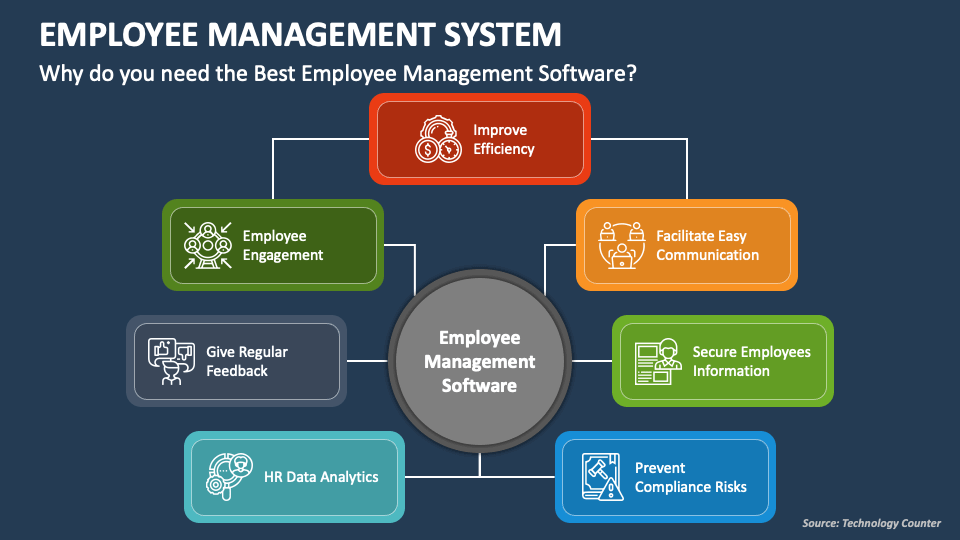 EMPLOYEE MANAGEMENT SYSTEM
Why do you need the Best Employee Management Software?
Improve
Efficiency
Employee
Engagement
Facilitate Easy
Communication
Employee
Management
Software
Give Regular
Feedback
Secure Employees
Information
HR Data Analytics
Prevent
Compliance Risks
Source: Technology Counter